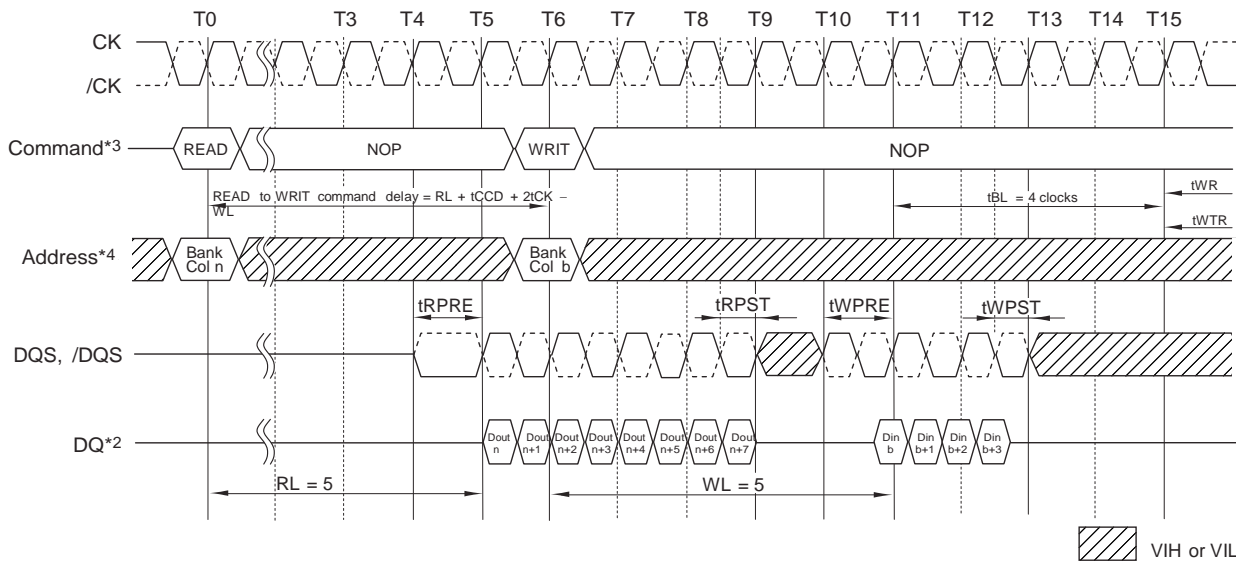 T0 T3 T4 T5 T6 T7 T8 T9 T10 T11 T12 T13 T14 T15
CK
/CK
Command*3 READ NOP WRIT NOP
READ to WRIT command delay = RL + tCCD + 2tCK –
WL
tBL = 4 clocks
tWR
tWTR
Address*4 Bank Col n Bank Col b
tRPRE tRPST tWPRE tWPST
DQS, /DQS
DQ*2 Dout n Dout n+1 Dout n+2 Dout n+3 Dout n+4 Dout n+5 Dout n+6 Dout n+7 Din b Din b+1 Din b+2 Din b+3
RL = 5 WL = 5
VIH or VIL